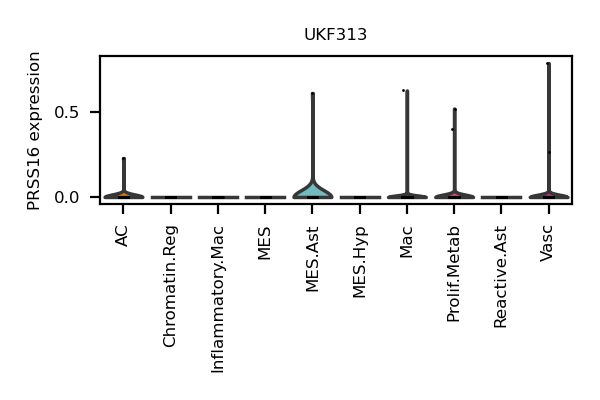 UKF313
PRSS16 expression
0.5
0.0
AC
Chromatin.Reg
Inflammatory.Mac
MES
MES.Ast
MES.Hyp
Mac
Prolif.Metab
Reactive.Ast
Vasc